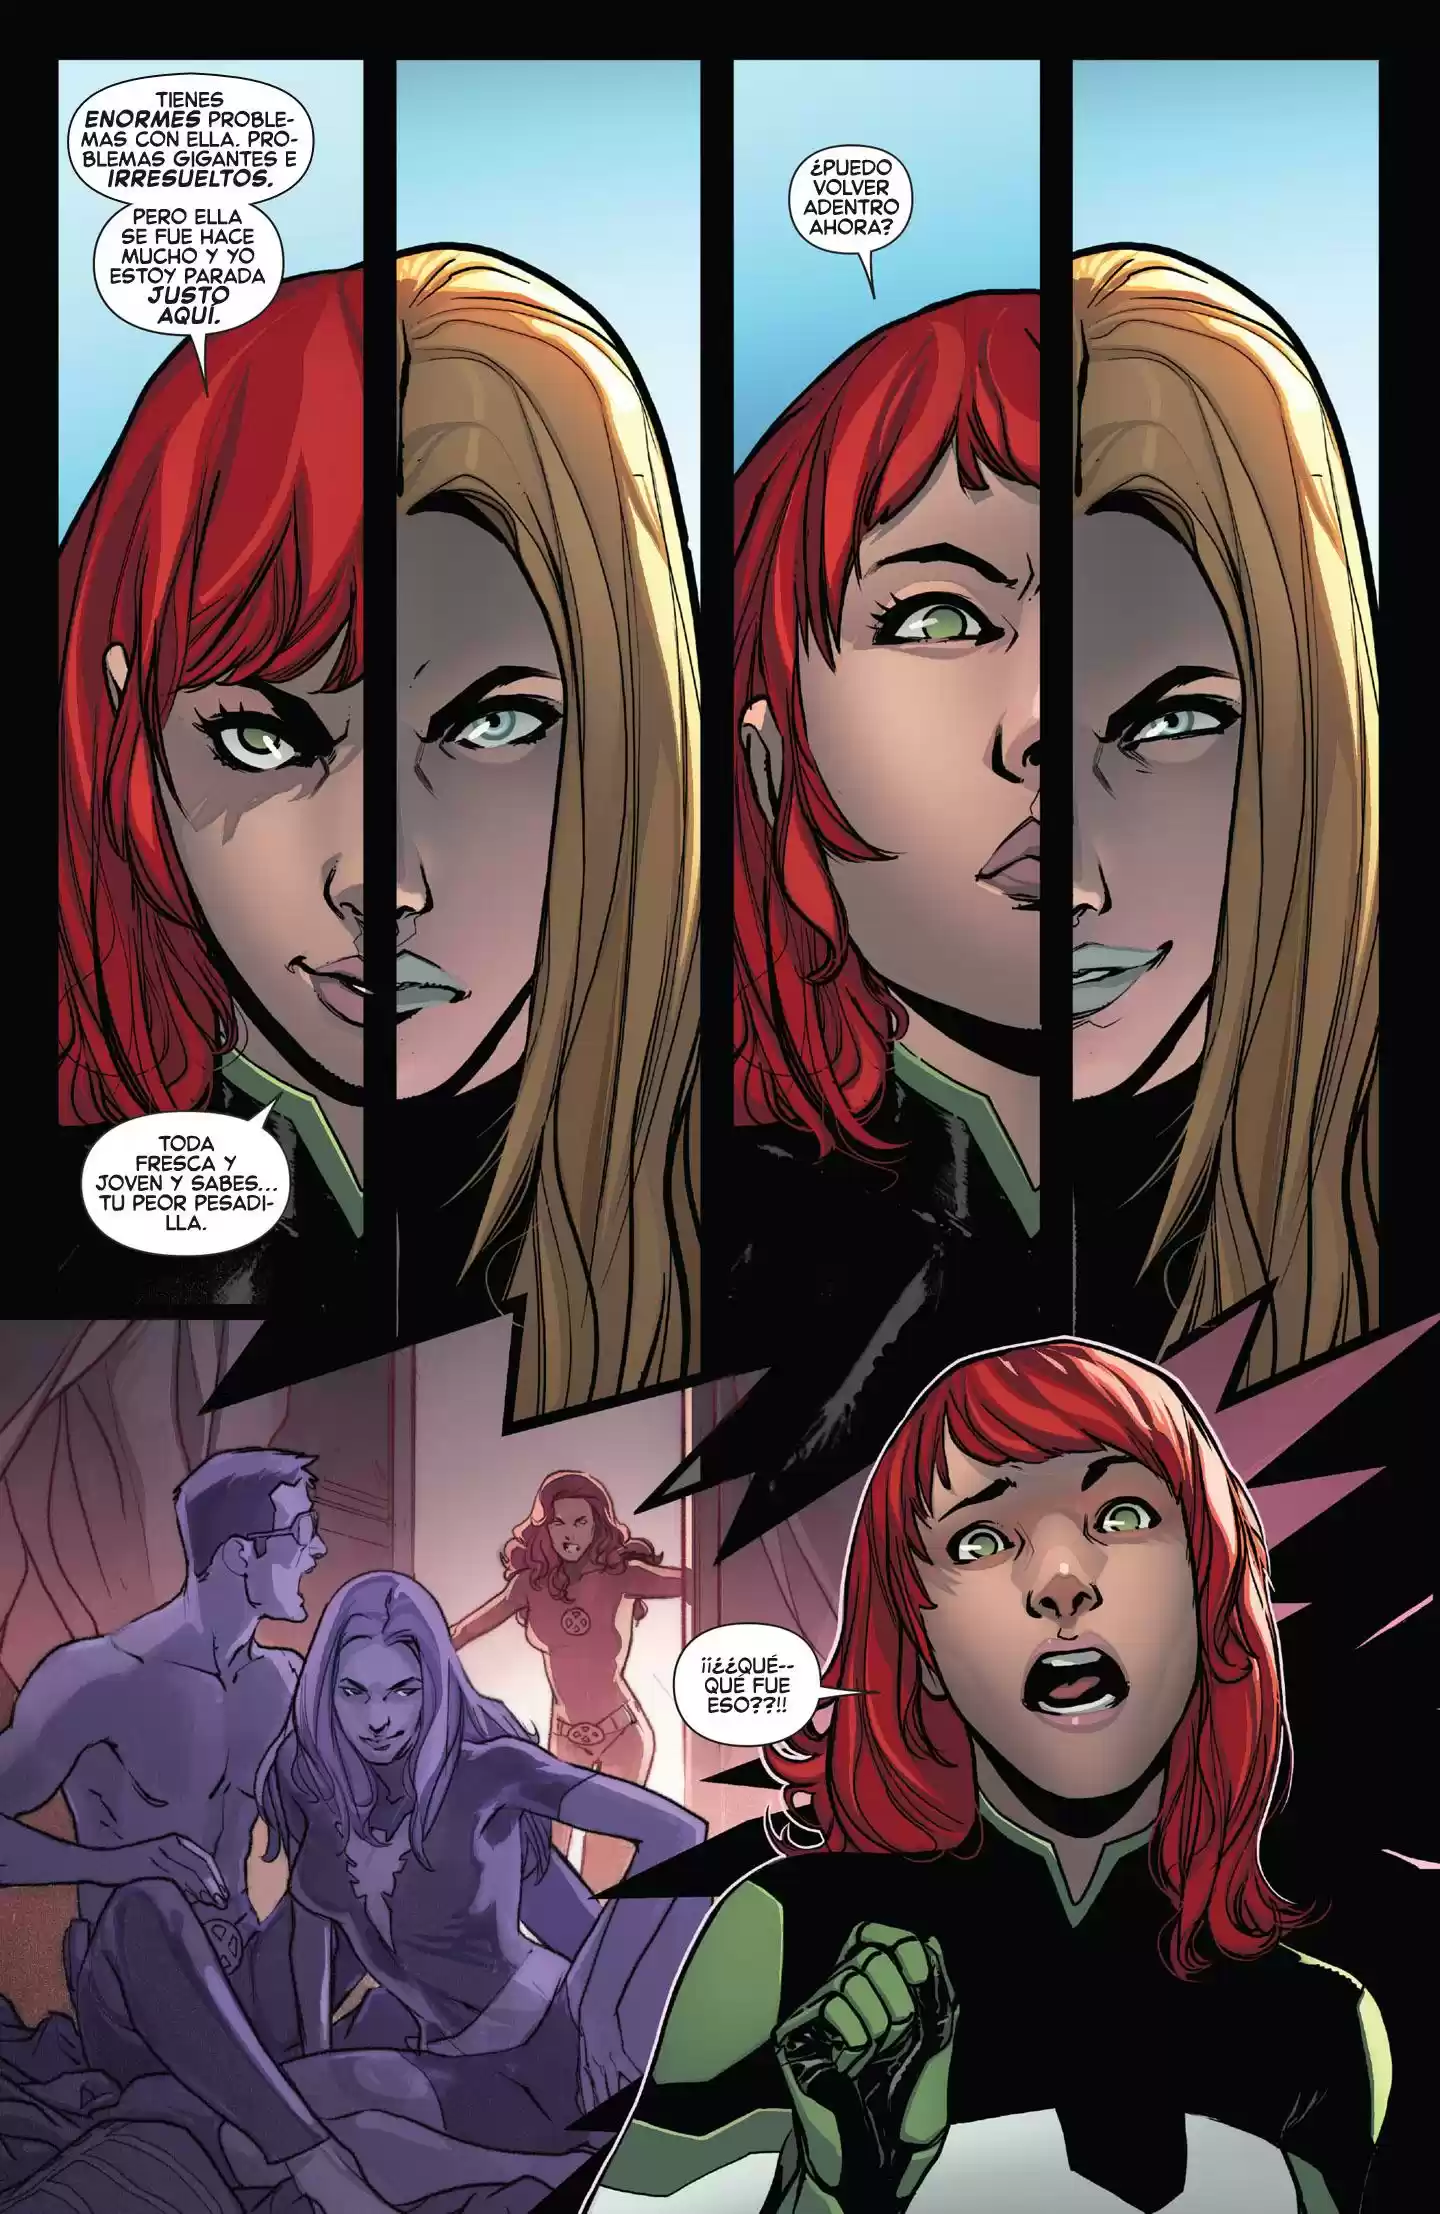 TIENES
ENORMES PROBLE-
MAS CON ELLA. PRO-
BLEMAS GIGANTES E
IRRESUELTOS.
PERO ELLA
SE FUE HACE
MUCHO Y YO
ESTOY PARADA
JUSTO
AQUÍ.
TODA
FRESCA Y
JOVEN Y SABES...
TU PEOR PESADI-
LLA.
¿PUEDO
VOLVER
ADENTRO
AHORA?
¡¡¿¿QUÉ--
QUÉ FUE
ESO??!!